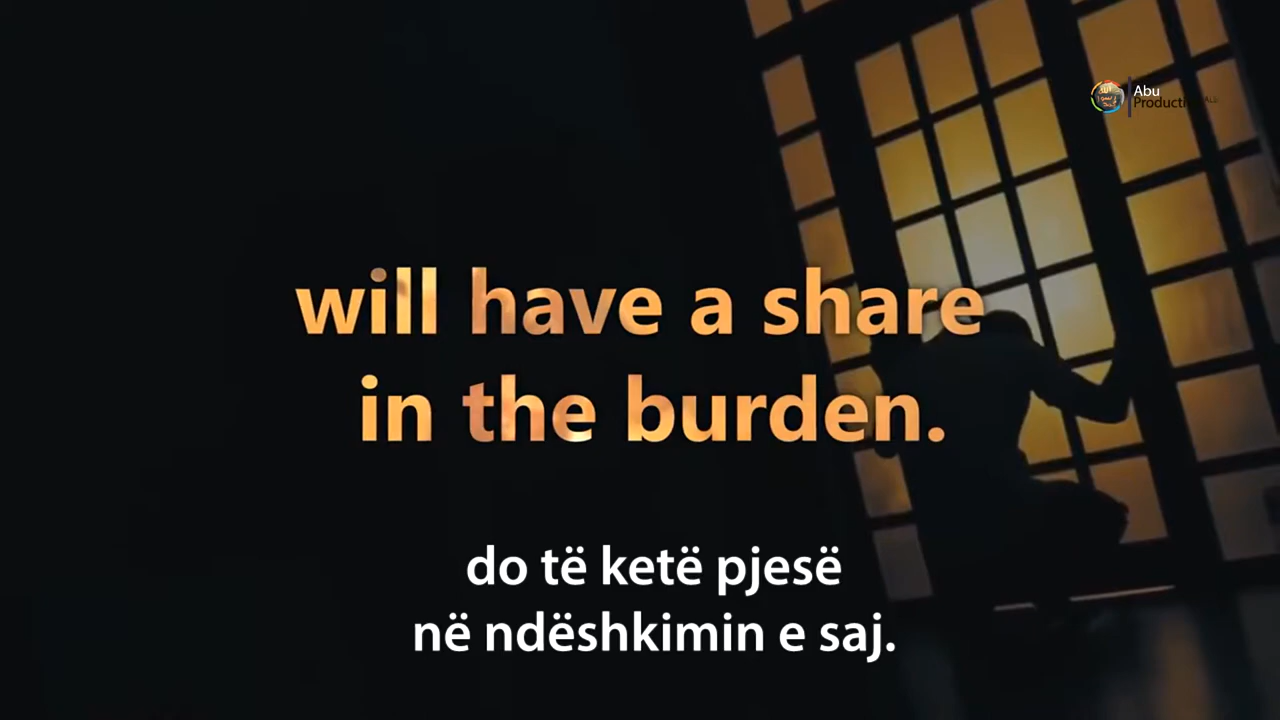 Abu
will have a share
in the burden.
do të ketë pjesë
në ndëshkimin e saj.